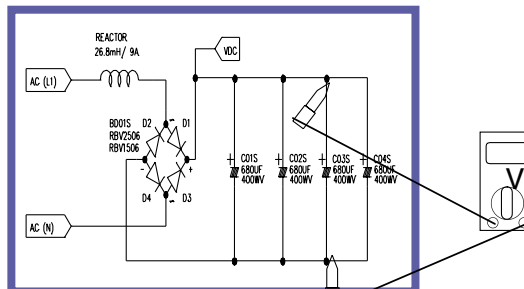 REACTOR
26.8mH/ 9A
VDC
AC (L1)
BD01S
RBV2506
RBV1506
D2
D1
~
-
+
D4
D3
~
AC (N)
+
C01S
680UF
400WV
+
C02S
680UF
400WV
+
C03S
680UF
400WV
+
C04S
680UF
400WV
V